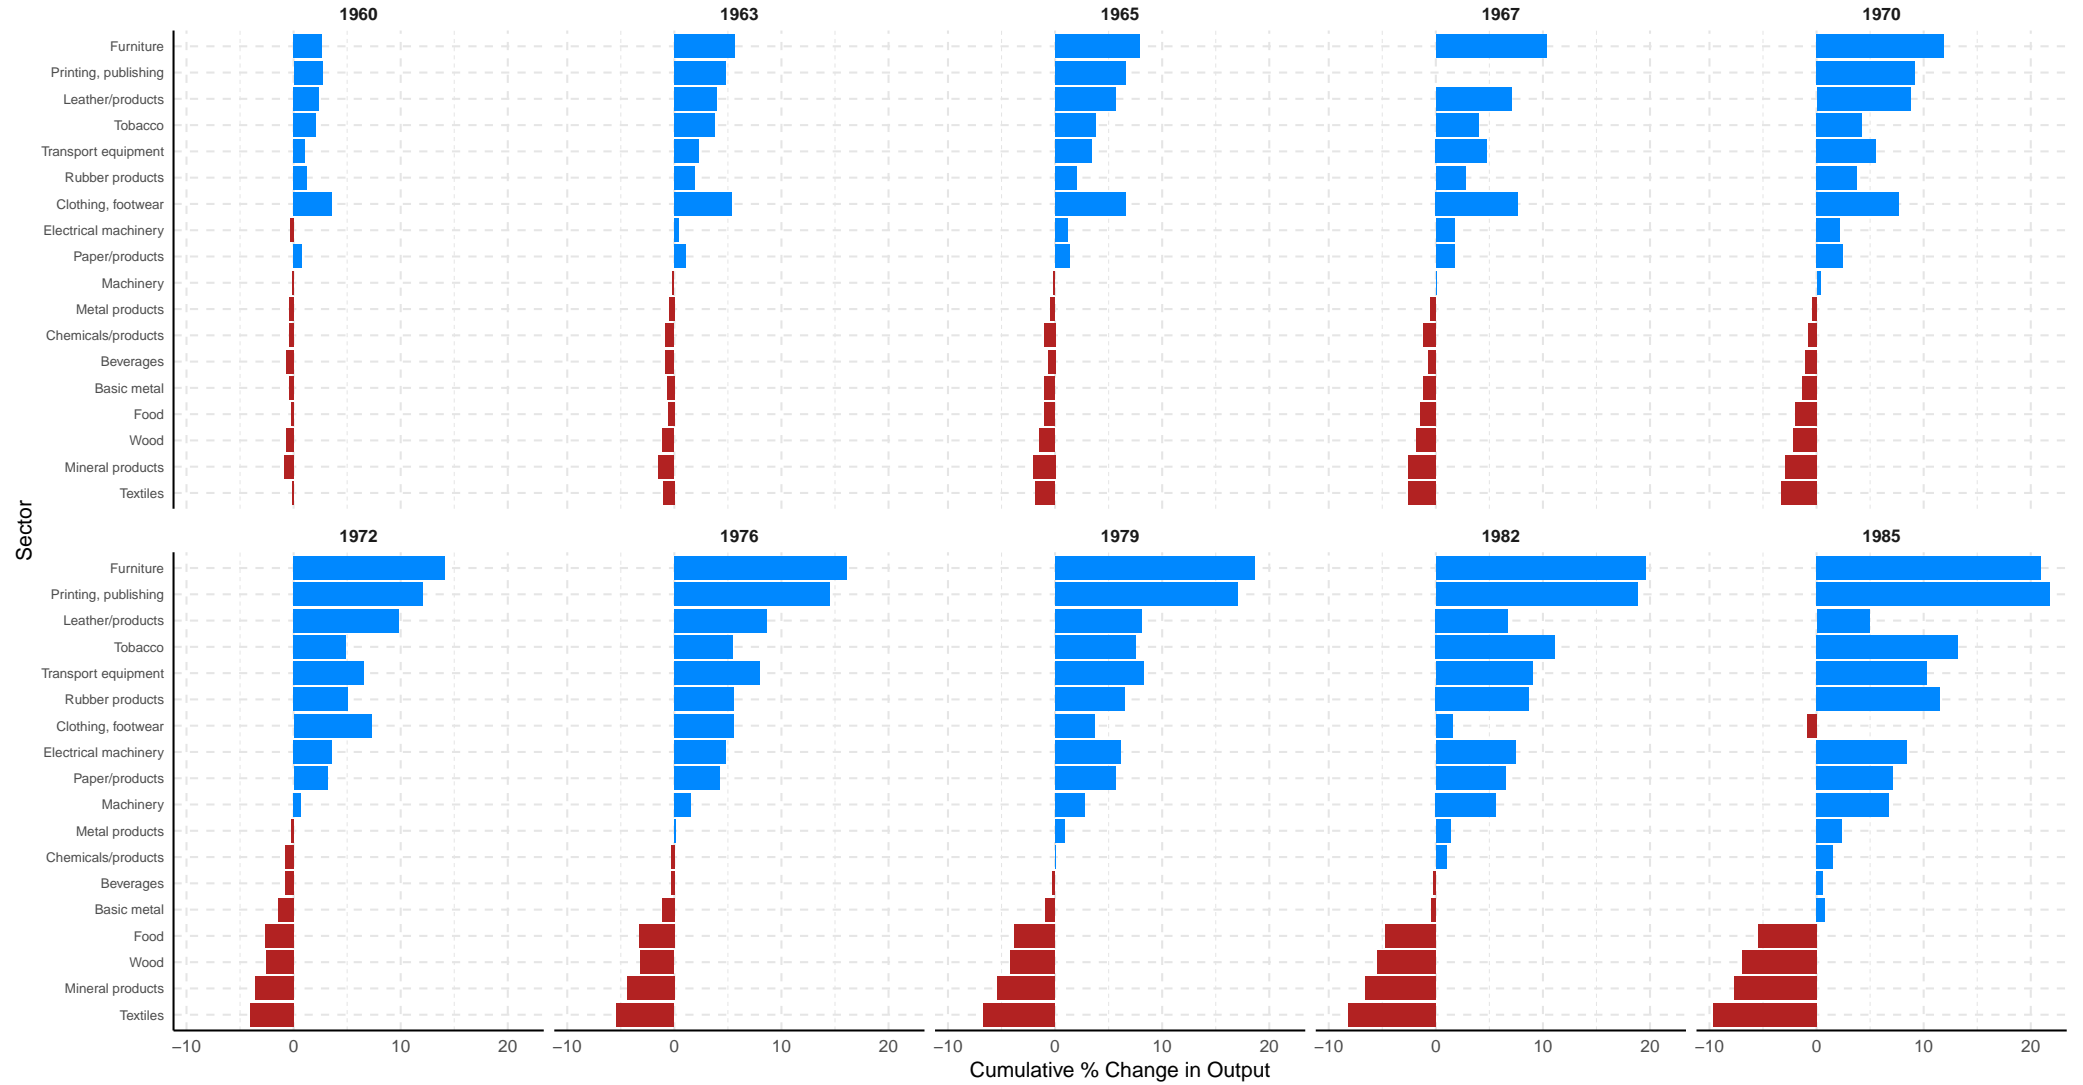 1960
1963
1965
1967
1970
Furniture
Printing, publishing
Leather/products
Tobacco
Transport equipment
Rubber products
Clothing, footwear
Electrical machinery
Paper/products
Machinery
Metal products
Chemicals/products
Beverages
Basic metal
Food
Wood
Mineral products
Textiles
Sector
1972
1976
1979
1982
1985
Furniture
Printing, publishing
Leather/products
Tobacco
Transport equipment
Rubber products
Clothing, footwear
Electrical machinery
Paper/products
Machinery
Metal products
Chemicals/products
Beverages
Basic metal
Food
Wood
Mineral products
Textiles
−10 0 10 20 −10 0 10 20 −10 0 10 20 −10 0 10 20 −10 0 10 20
Cumulative % Change in Output